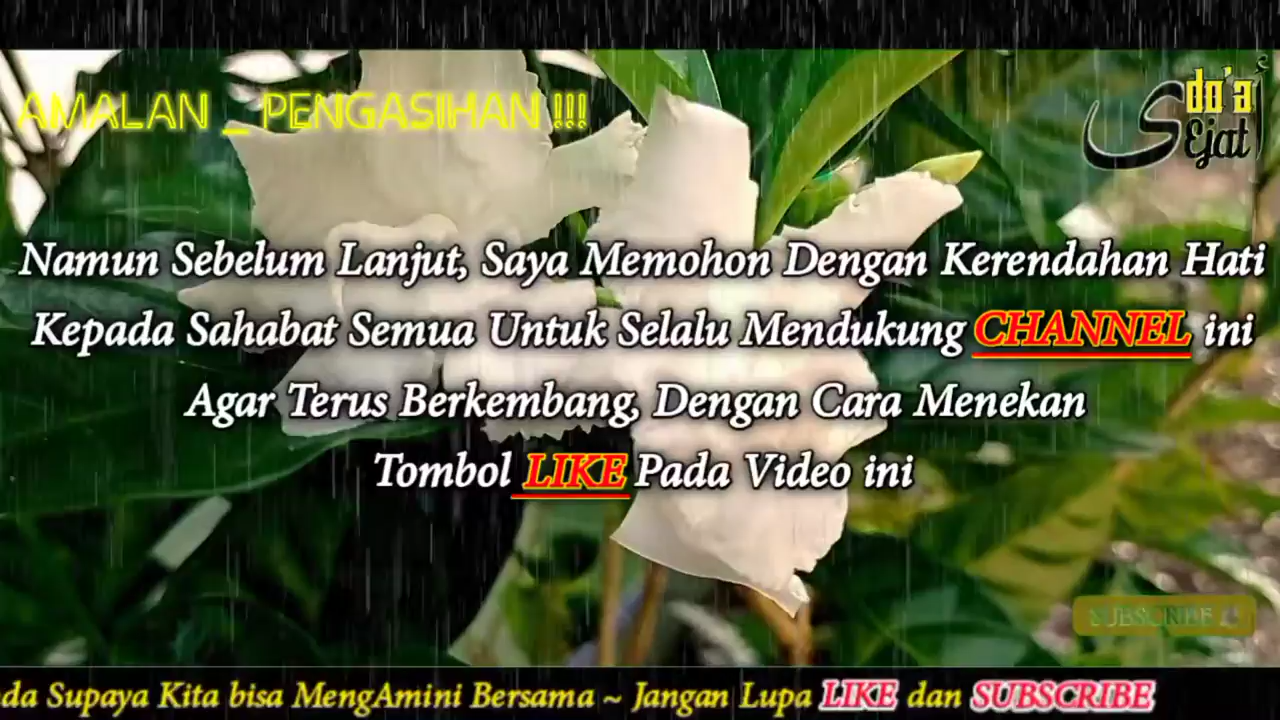 AMALAN _ PENGASIHAN !!!
do'a
Ejati
Namun Sebelum Lanjut, Saya Memohon Dengan Kerendahan Hati
Kepada Sahabat Semua Untuk Selalu Mendukung CHANNEL ini
Agar Terus Berkembang, Dengan Cara Menekan
Tombol LIKE Pada Video ini
SUBSCRIBE
da Supaya Kita bisa MengAmini Bersama ~ Jangan Lupa LIKE dan SUBSCRIBE